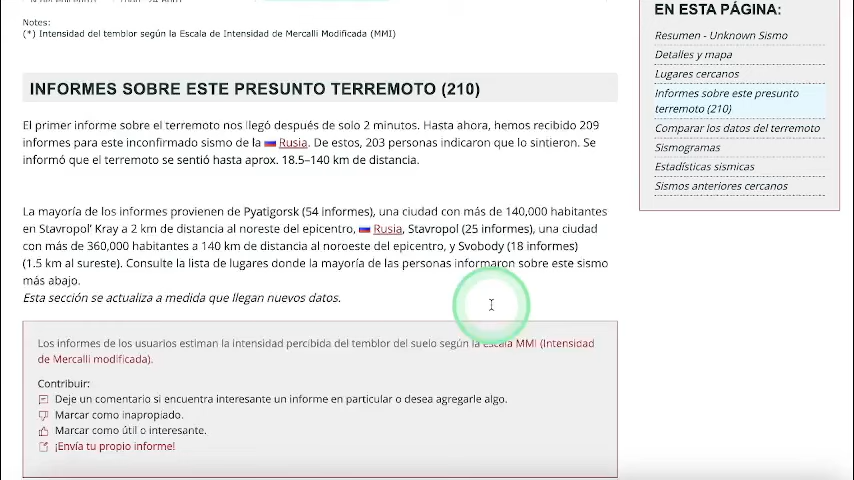 Notes:
(*) Intensidad del temblor según la Escala de Intensidad de Mercalli Modificada (MMI)
INFORMES SOBRE ESTE PRESUNTO TERREMOTO (210)
El primer informe sobre el terremoto nos llegó después de solo 2 minutos. Hasta ahora, hemos recibido 209
informes para este inconfirmado sismo de la Rusia. De estos, 203 personas indicaron que lo sintieron. Se
informó que el terremoto se sentió hasta aprox. 18.5–140 km de distancia.
La mayoría de los informes provienen de Pyatigorsk (54 informes), una ciudad con más de 140,000 habitantes
en Stavropol' Kray a 2 km de distancia al noreste del epicentro, Rusia, Stavropol (25 informes), una ciudad
con más de 360,000 habitantes a 140 km de distancia al noroeste del epicentro, y Svobody (18 informes)
(1.5 km al sureste). Consulte la lista de lugares donde la mayoría de las personas informaron sobre este sismo
más abajo.
Esta sección se actualiza a medida que llegan nuevos datos.
Los informes de los usuarios estiman la intensidad percibida del temblor del suelo según la escala MMI (Intensidad
de Mercalli modificada).
Contribuir:
Deje un comentario si encuentra interesante un informe en particular o desea agregarle algo.
Marcar como inapropiado.
Marcar como útil o interesante.
¡Envía tu propio informe!
EN ESTA PÁGINA:
Resumen - Unknown Sismo
Detalles y mapa
Lugares cercanos
Informes sobre este presunto
terremoto (210)
Comparar los datos del terremoto
Sismogramas
Estadísticas sísmicas
Sismos anteriores cercanos